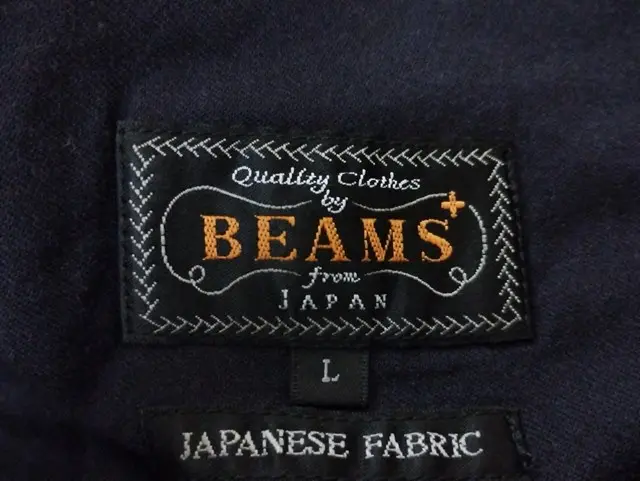 Quality Clothes
by
BEAMS+
from
JAPAN
L
JAPANESE FABRIC